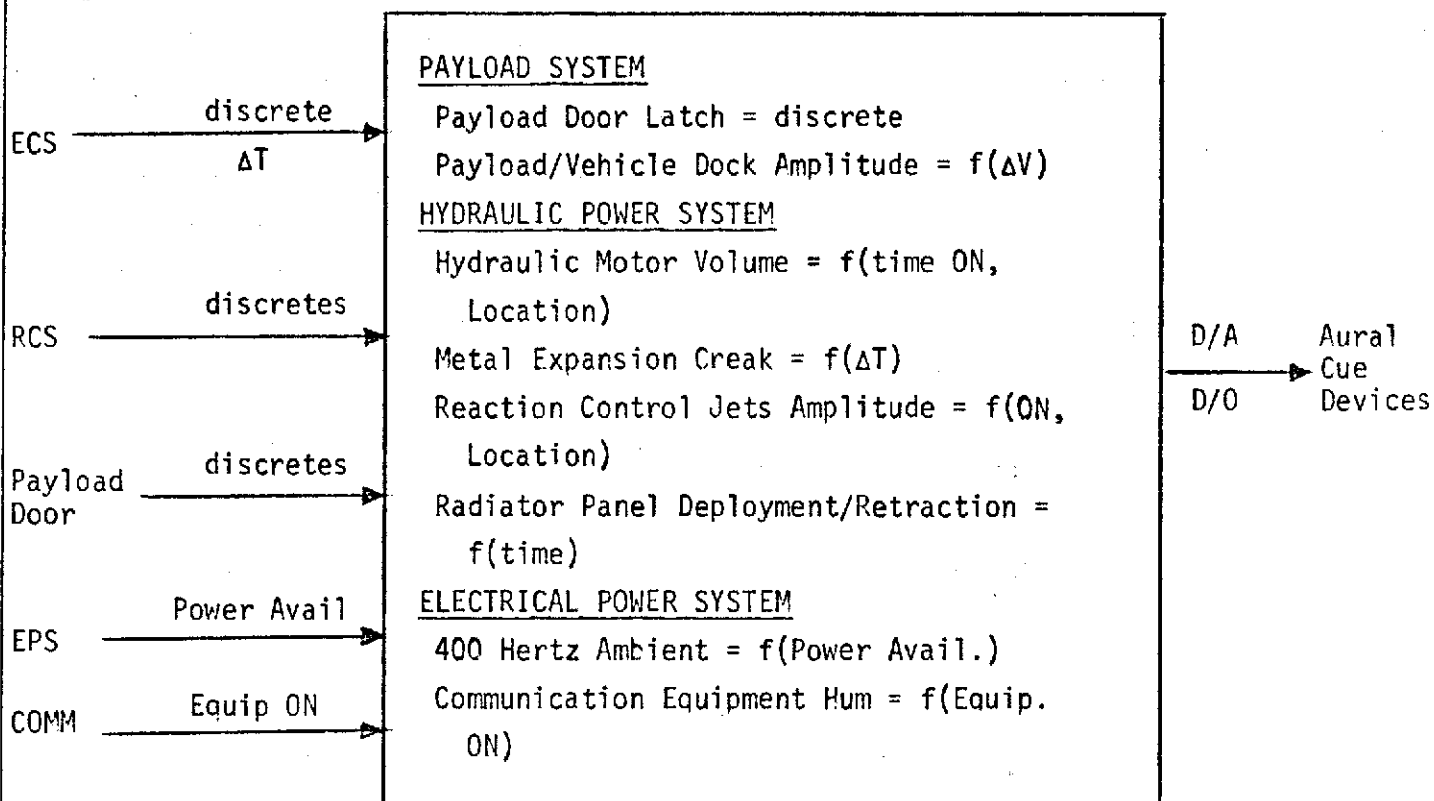 ECS
discrete
ΔT
RCS
discretes
Payload
Door
discretes
EPS
Power Avail
COMM
Equip ON
PAYLOAD SYSTEM
Payload Door Latch = discrete
Payload/Vehicle Dock Amplitude = f(ΔV)
HYDRAULIC POWER SYSTEM
Hydraulic Motor Volume = f(time ON,
Location)
Metal Expansion Creak = f(ΔT)
Reaction Control Jets Amplitude = f(ON,
Location)
Radiator Panel Deployment/Retraction =
f(time)
ELECTRICAL POWER SYSTEM
400 Hertz Ambient = f(Power Avail.)
Communication Equipment Hum = f(Equip.
ON)
D/A
D/O
Aural
Cue
Devices